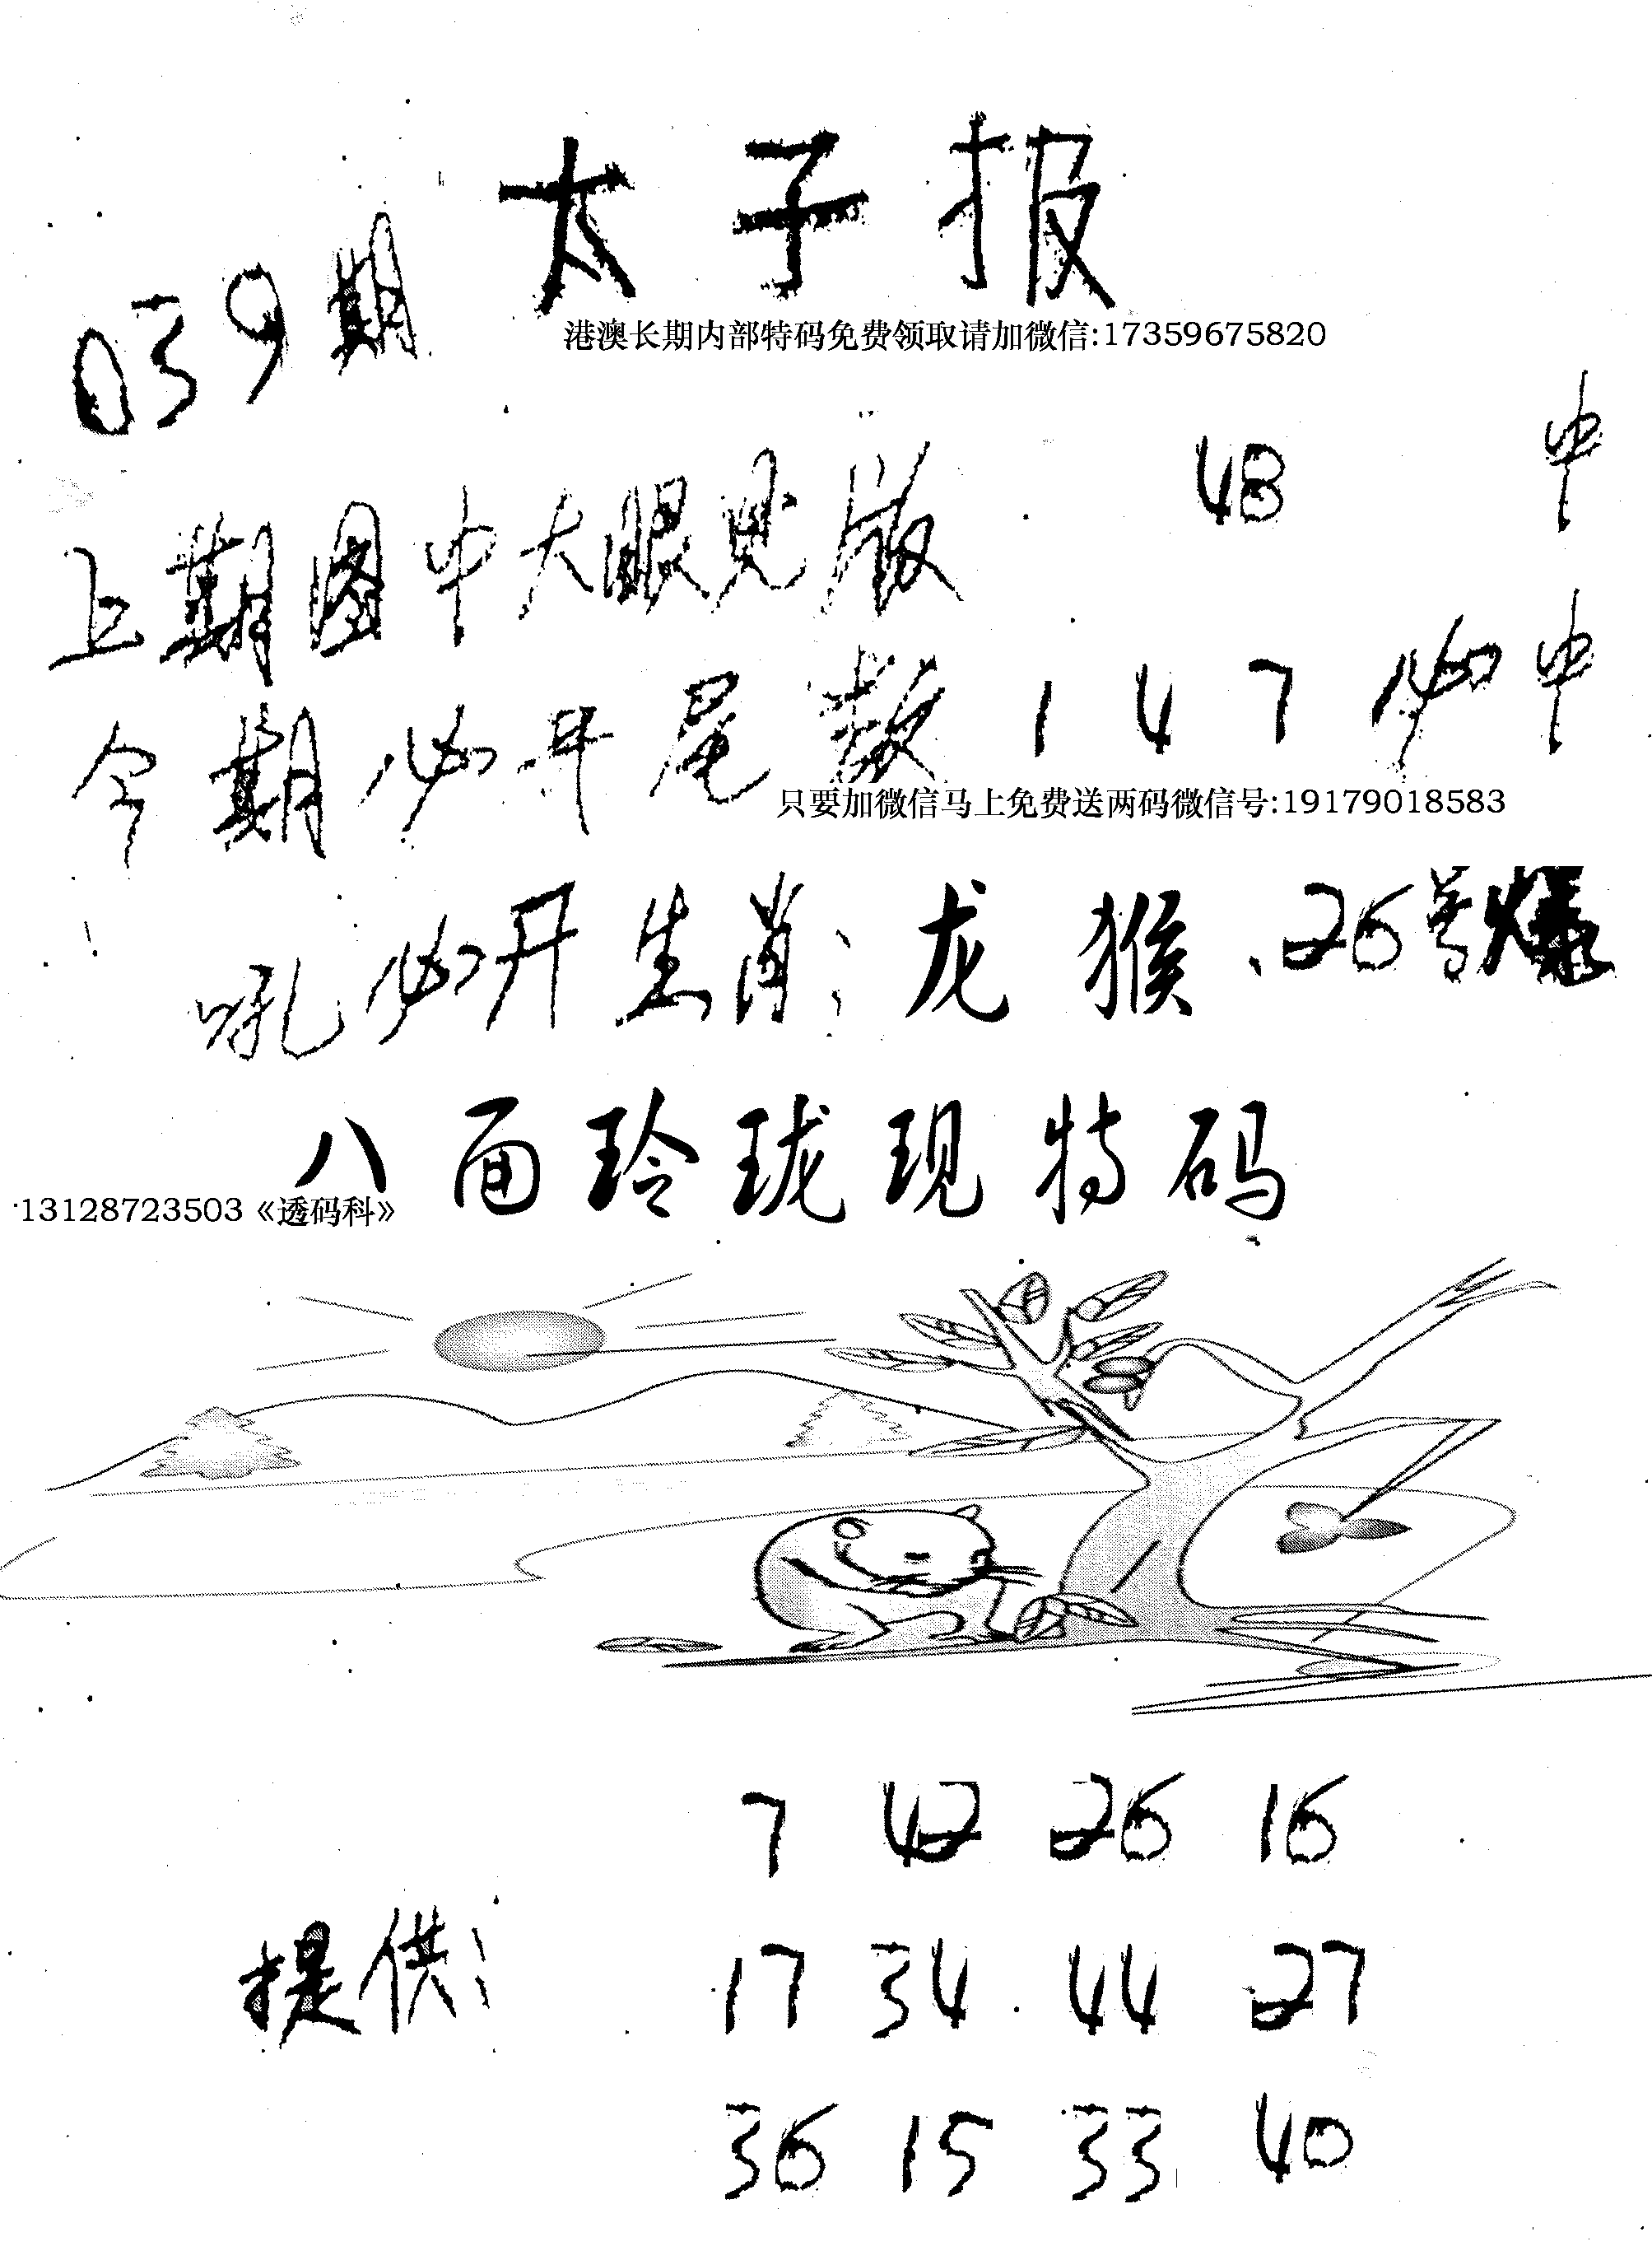 太子报
039期
港澳长期内部特码免费领取请加微信:17359675820
上期图中大眼见版 48 中
今期必开尾数 1 4 7 必中
只要加微信马上免费送两码微信号:19179018583
吼必开生肖:龙猴、26号爆
八面玲珑现特码
13128723503《透码科》
7 42 26 16
提供: 17 34 44 27
36 15 33 40